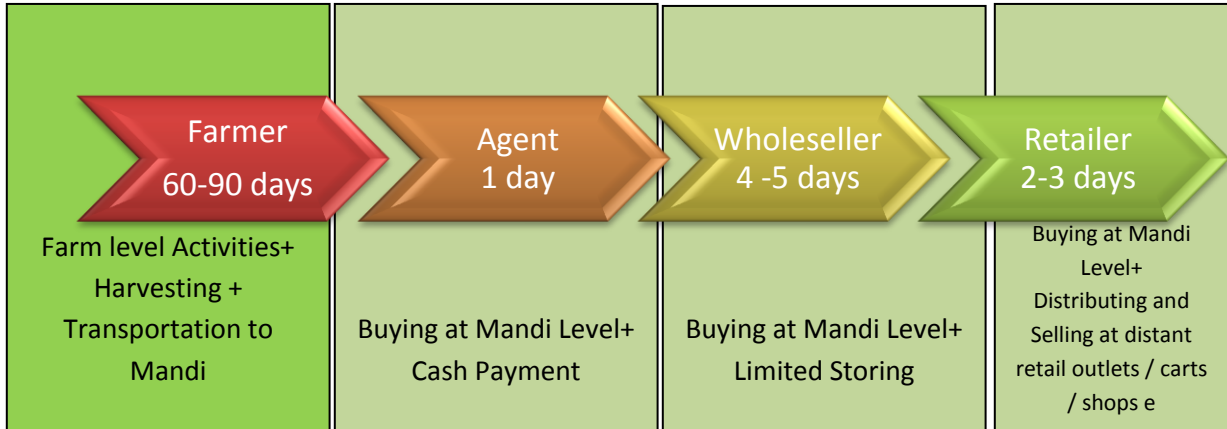 Farmer
60-90 days
Farm level Activities+
Harvesting +
Transportation to
Mandi
Agent
1 day
Buying at Mandi Level+
Cash Payment
Wholeseller
4 -5 days
Buying at Mandi Level+
Limited Storing
Retailer
2-3 days
Buying at Mandi
Level+
Distributing and
Selling at distant
retail outlets / carts
/ shops e